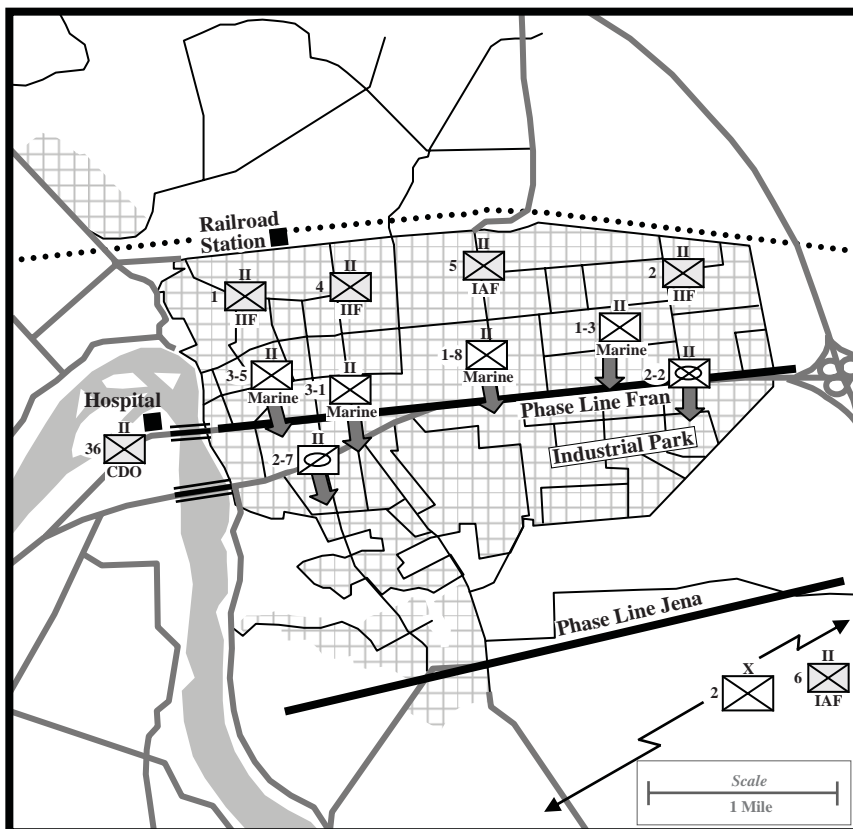 Railroad
Station
II
1
IIF
II
4
IIF
II
5
IAF
II
2
IIF
II
3-5
Marine
II
3-1
Marine
II
1-8
Marine
II
1-3
Marine
II
2-2
Phase Line Fran
Hospital
II
36
CDO
II
2-7
Industrial Park
Phase Line Jena
X
2
II
6
IAF
Scale
1 Mile